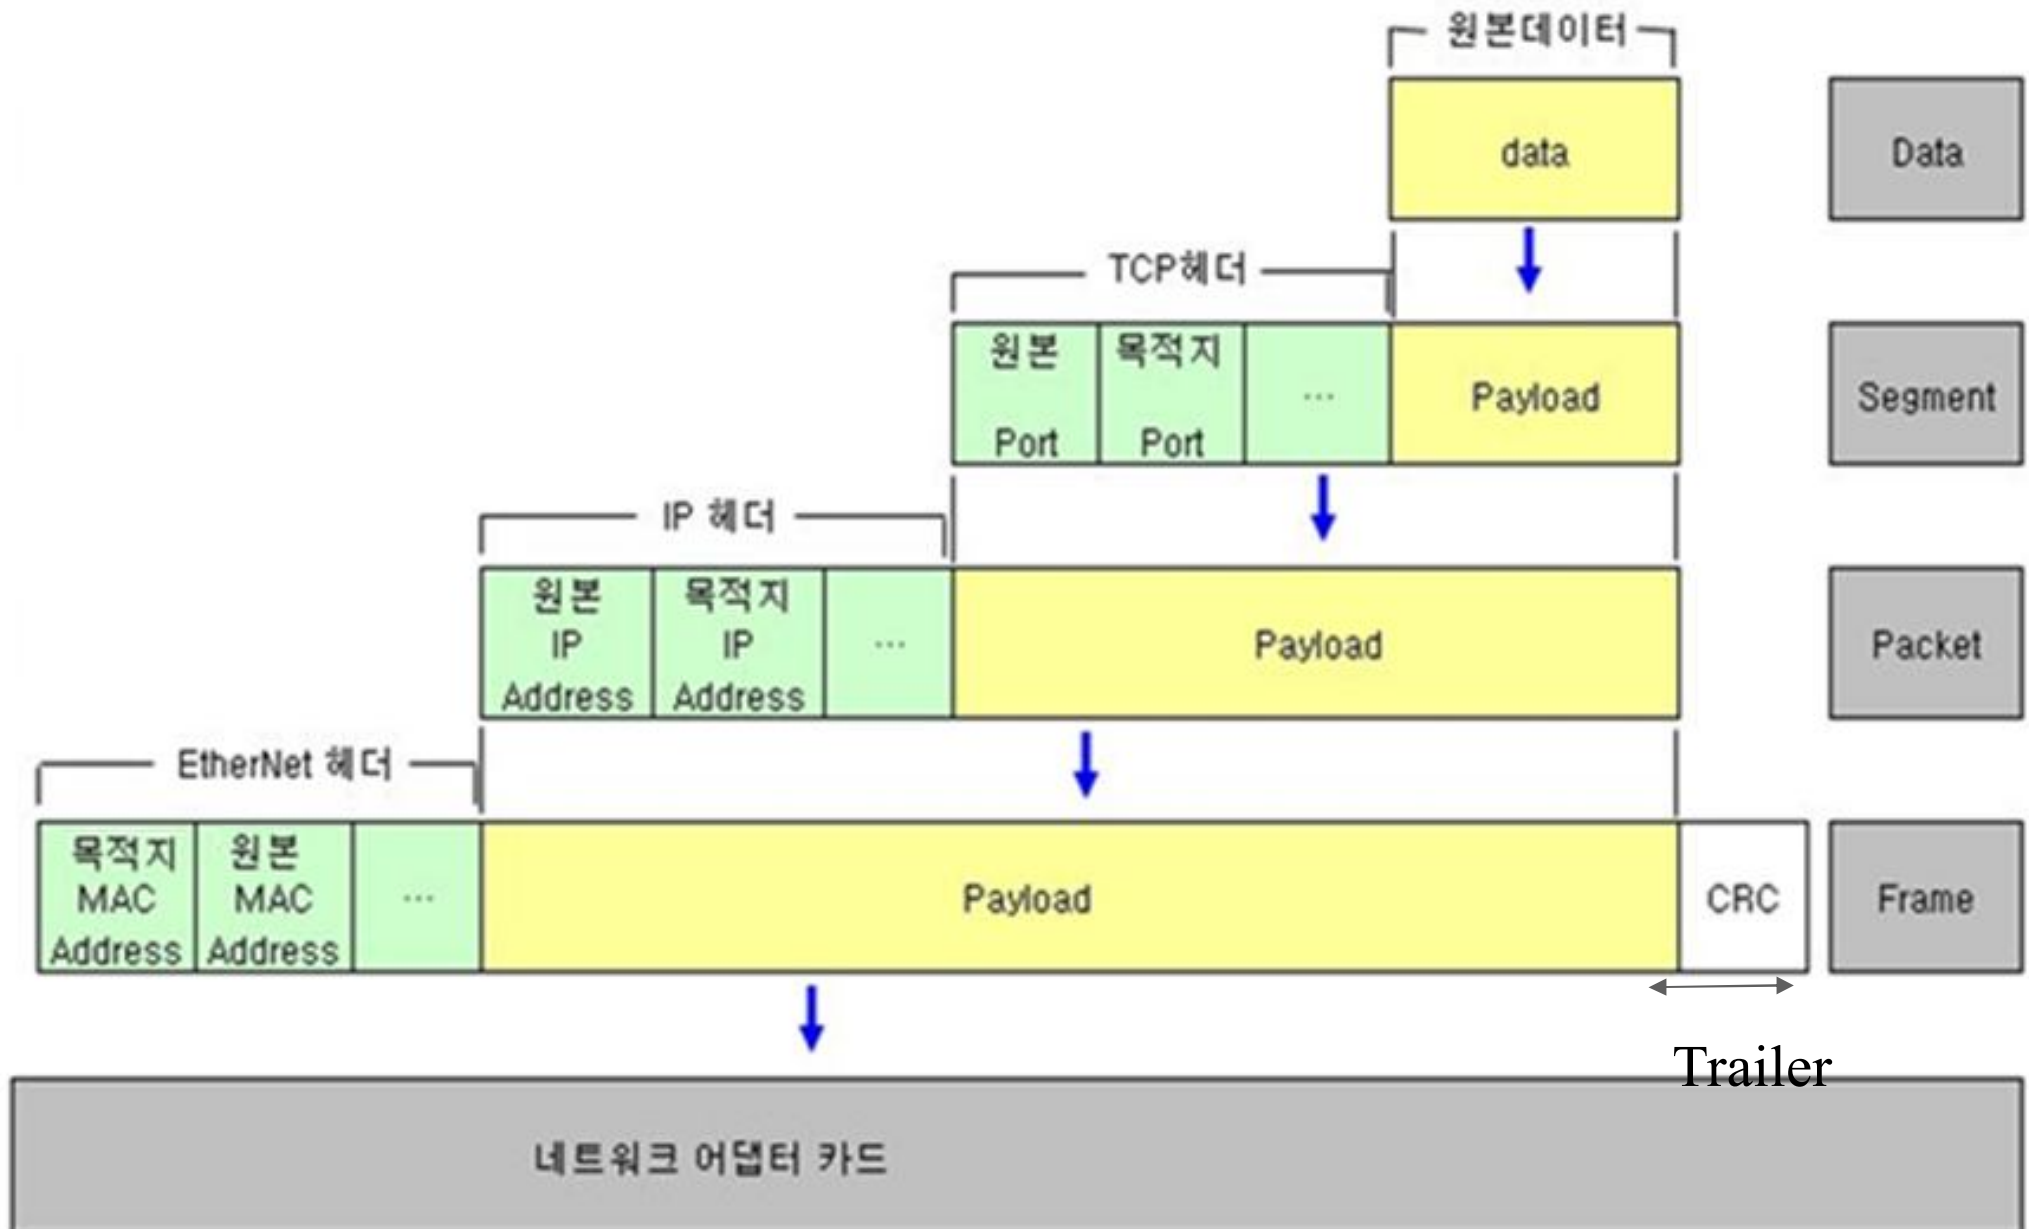 원본데이터
data
Data
TCP헤더
원본
Port
목적지
Port
...
Payload
Segment
IP 헤더
원본
IP
Address
목적지
IP
Address
...
Payload
Packet
EtherNet 헤더
목적지
MAC
Address
원본
MAC
Address
...
Payload
CRC
Frame
Trailer
네트워크 어댑터 카드